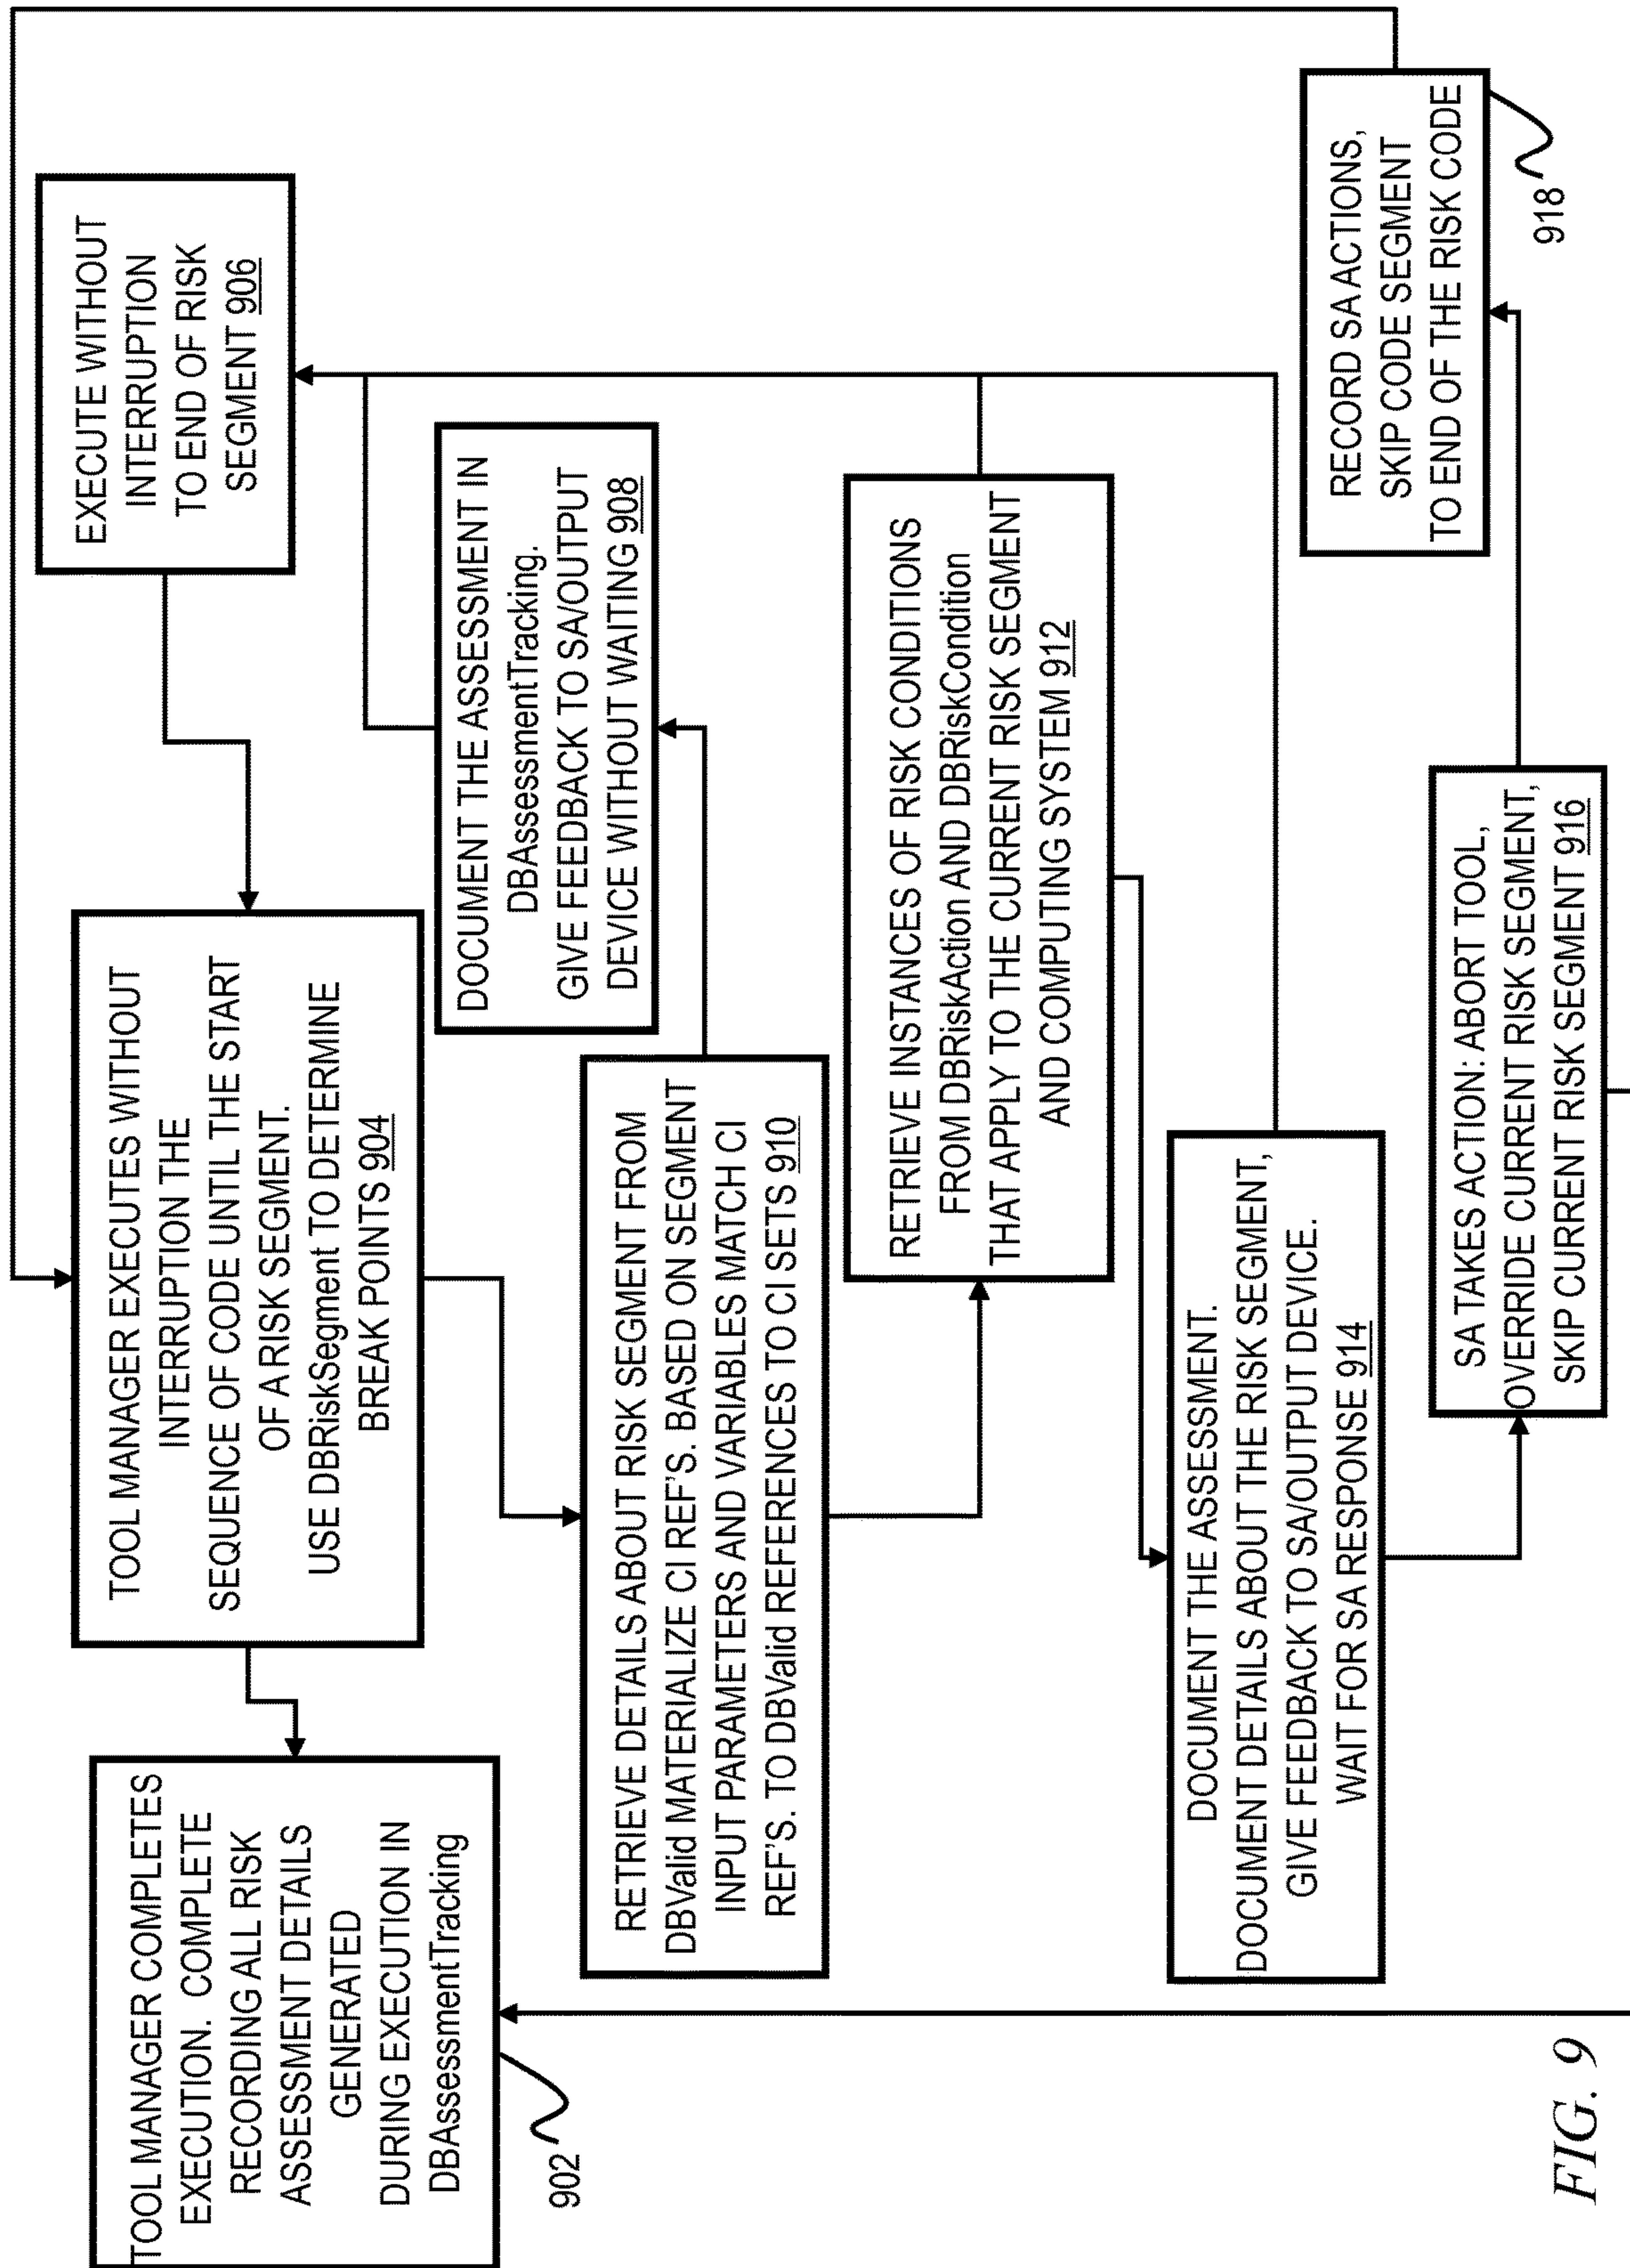 TOOL MANAGER COMPLETES
EXECUTION. COMPLETE
RECORDING ALL RISK
ASSESSMENT DETAILS
GENERATED
DURING EXECUTION IN
DBAssessmentTracking
902
TOOL MANAGER EXECUTES WITHOUT
INTERRUPTION THE
SEQUENCE OF CODE UNTIL THE START
OF A RISK SEGMENT.
USE DBRiskSegment TO DETERMINE
BREAK POINTS 904
EXECUTE WITHOUT
INTERRUPTION
TO END OF RISK
SEGMENT 906
DOCUMENT THE ASSESSMENT IN
DBAssessmentTracking.
GIVE FEEDBACK TO SA/OUTPUT
DEVICE WITHOUT WAITING 908
RETRIEVE DETAILS ABOUT RISK SEGMENT FROM
DBValid MATERIALIZE CI REF'S. BASED ON SEGMENT
INPUT PARAMETERS AND VARIABLES MATCH CI
REF'S. TO DBValid REFERENCES TO CI SETS 910
RETRIEVE INSTANCES OF RISK CONDITIONS
FROM DBRiskAction AND DBRiskCondition
THAT APPLY TO THE CURRENT RISK SEGMENT
AND COMPUTING SYSTEM 912
DOCUMENT THE ASSESSMENT.
DOCUMENT DETAILS ABOUT THE RISK SEGMENT,
GIVE FEEDBACK TO SA/OUTPUT DEVICE.
WAIT FOR SA RESPONSE 914
SA TAKES ACTION: ABORT TOOL,
OVERRIDE CURRENT RISK SEGMENT,
SKIP CURRENT RISK SEGMENT 916
RECORD SA ACTIONS,
SKIP CODE SEGMENT
TO END OF THE RISK CODE
918
FIG. 9